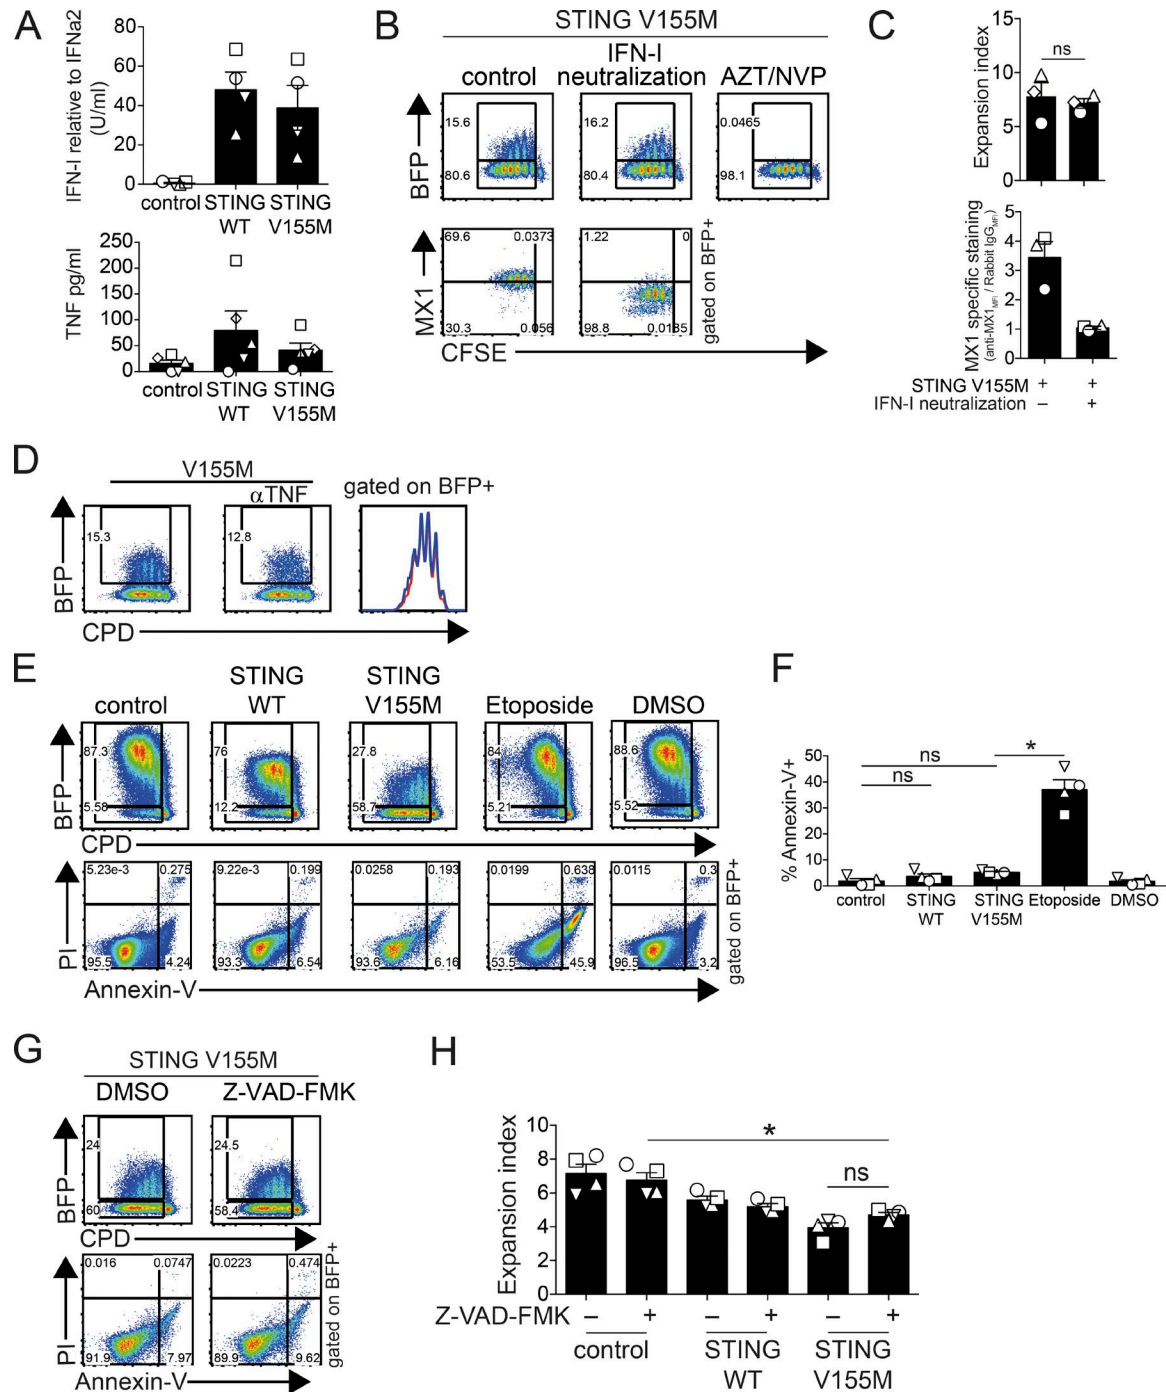 A
IFN-I relative to IFNa2
(U/ml)
80
60
40
20
0
control STING STING
WT V155M
TNF pg/ml
250
200
150
100
50
0
control STING STING
WT V155M
B
STING V155M
IFN-I
control neutralization AZT/NVP
BFP
15.6
80.6
16.2
80.4
0.0465
98.1
MX1
69.6 0.0373
30.3 0.056
1.22 0
98.8 0.0185
gated on BFP+
CFSE
C
Expansion index
15
10
5
0
ns
MX1 specific staining
(anti-MX1MFI / Rabbit IgGMFI)
5
4
3
2
1
0
STING V155M + +
IFN-I neutralization – +
D
V155M
αTNF
gated on BFP+
BFP
15.3
12.8
CPD
E
STING STING
control WT V155M Etoposide DMSO
BFP
87.3
5.58
76
12.2
27.8
58.7
84
5.21
88.6
5.52
CPD
PI
5.23e-3 0.275
95.5 4.24
9.22e-3 0.199
93.3 6.54
0.0258 0.193
93.6 6.16
0.0199 0.638
53.5 45.9
0.0115 0.3
96.5 3.2
gated on BFP+
Annexin-V
F
% Annexin-V+
50
40
30
20
10
0
ns
ns
*
control STING STING Etoposide DMSO
WT V155M
G
STING V155M
DMSO Z-VAD-FMK
BFP
24
60
24.5
58.4
CPD
PI
0.016 0.0747
91.9 7.97
0.0223 0.474
89.9 9.62
gated on BFP+
Annexin-V
H
Expansion index
10
8
6
4
2
0
*
ns
Z-VAD-FMK – + – + – +
control STING STING
WT V155M